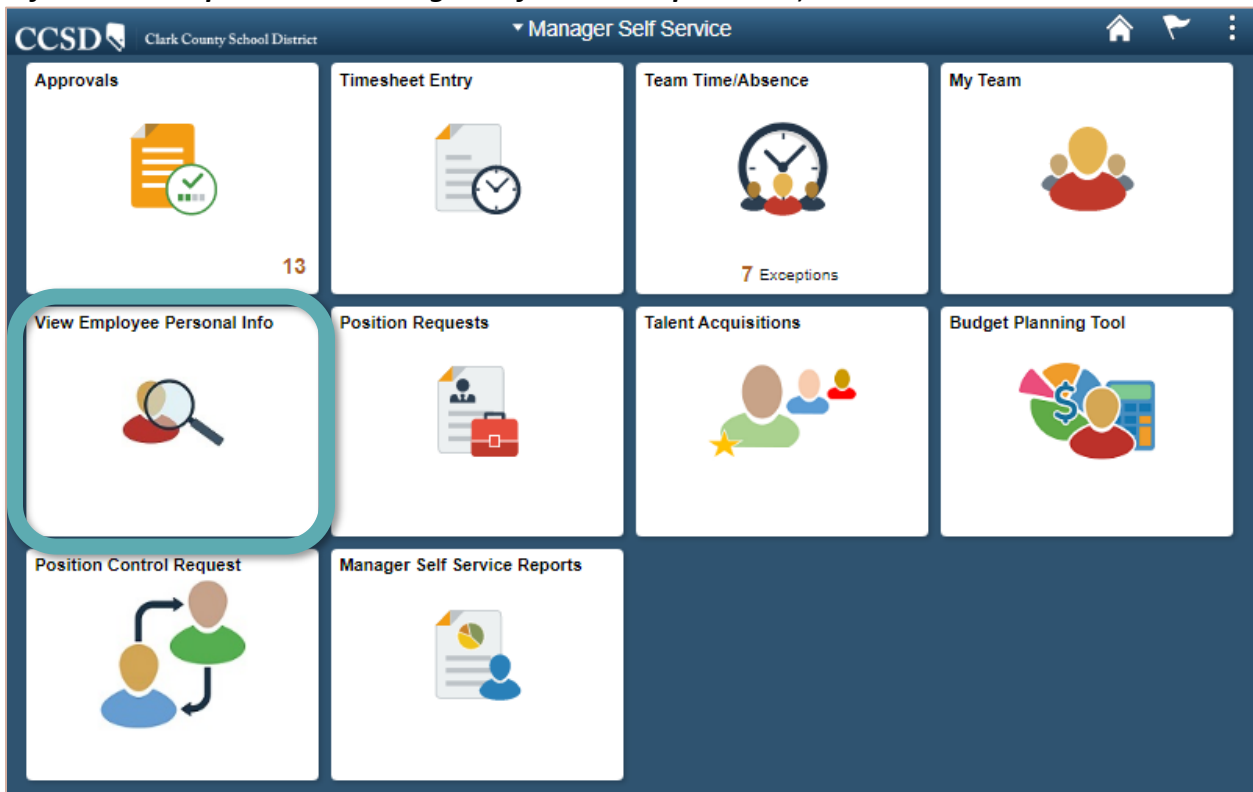 CCSD Clark County School District
Manager Self Service
Approvals
Timesheet Entry
Team Time/Absence
My Team
13
7 Exceptions
View Employee Personal Info
Position Requests
Talent Acquisitions
Budget Planning Tool
$
Position Control Request
Manager Self Service Reports